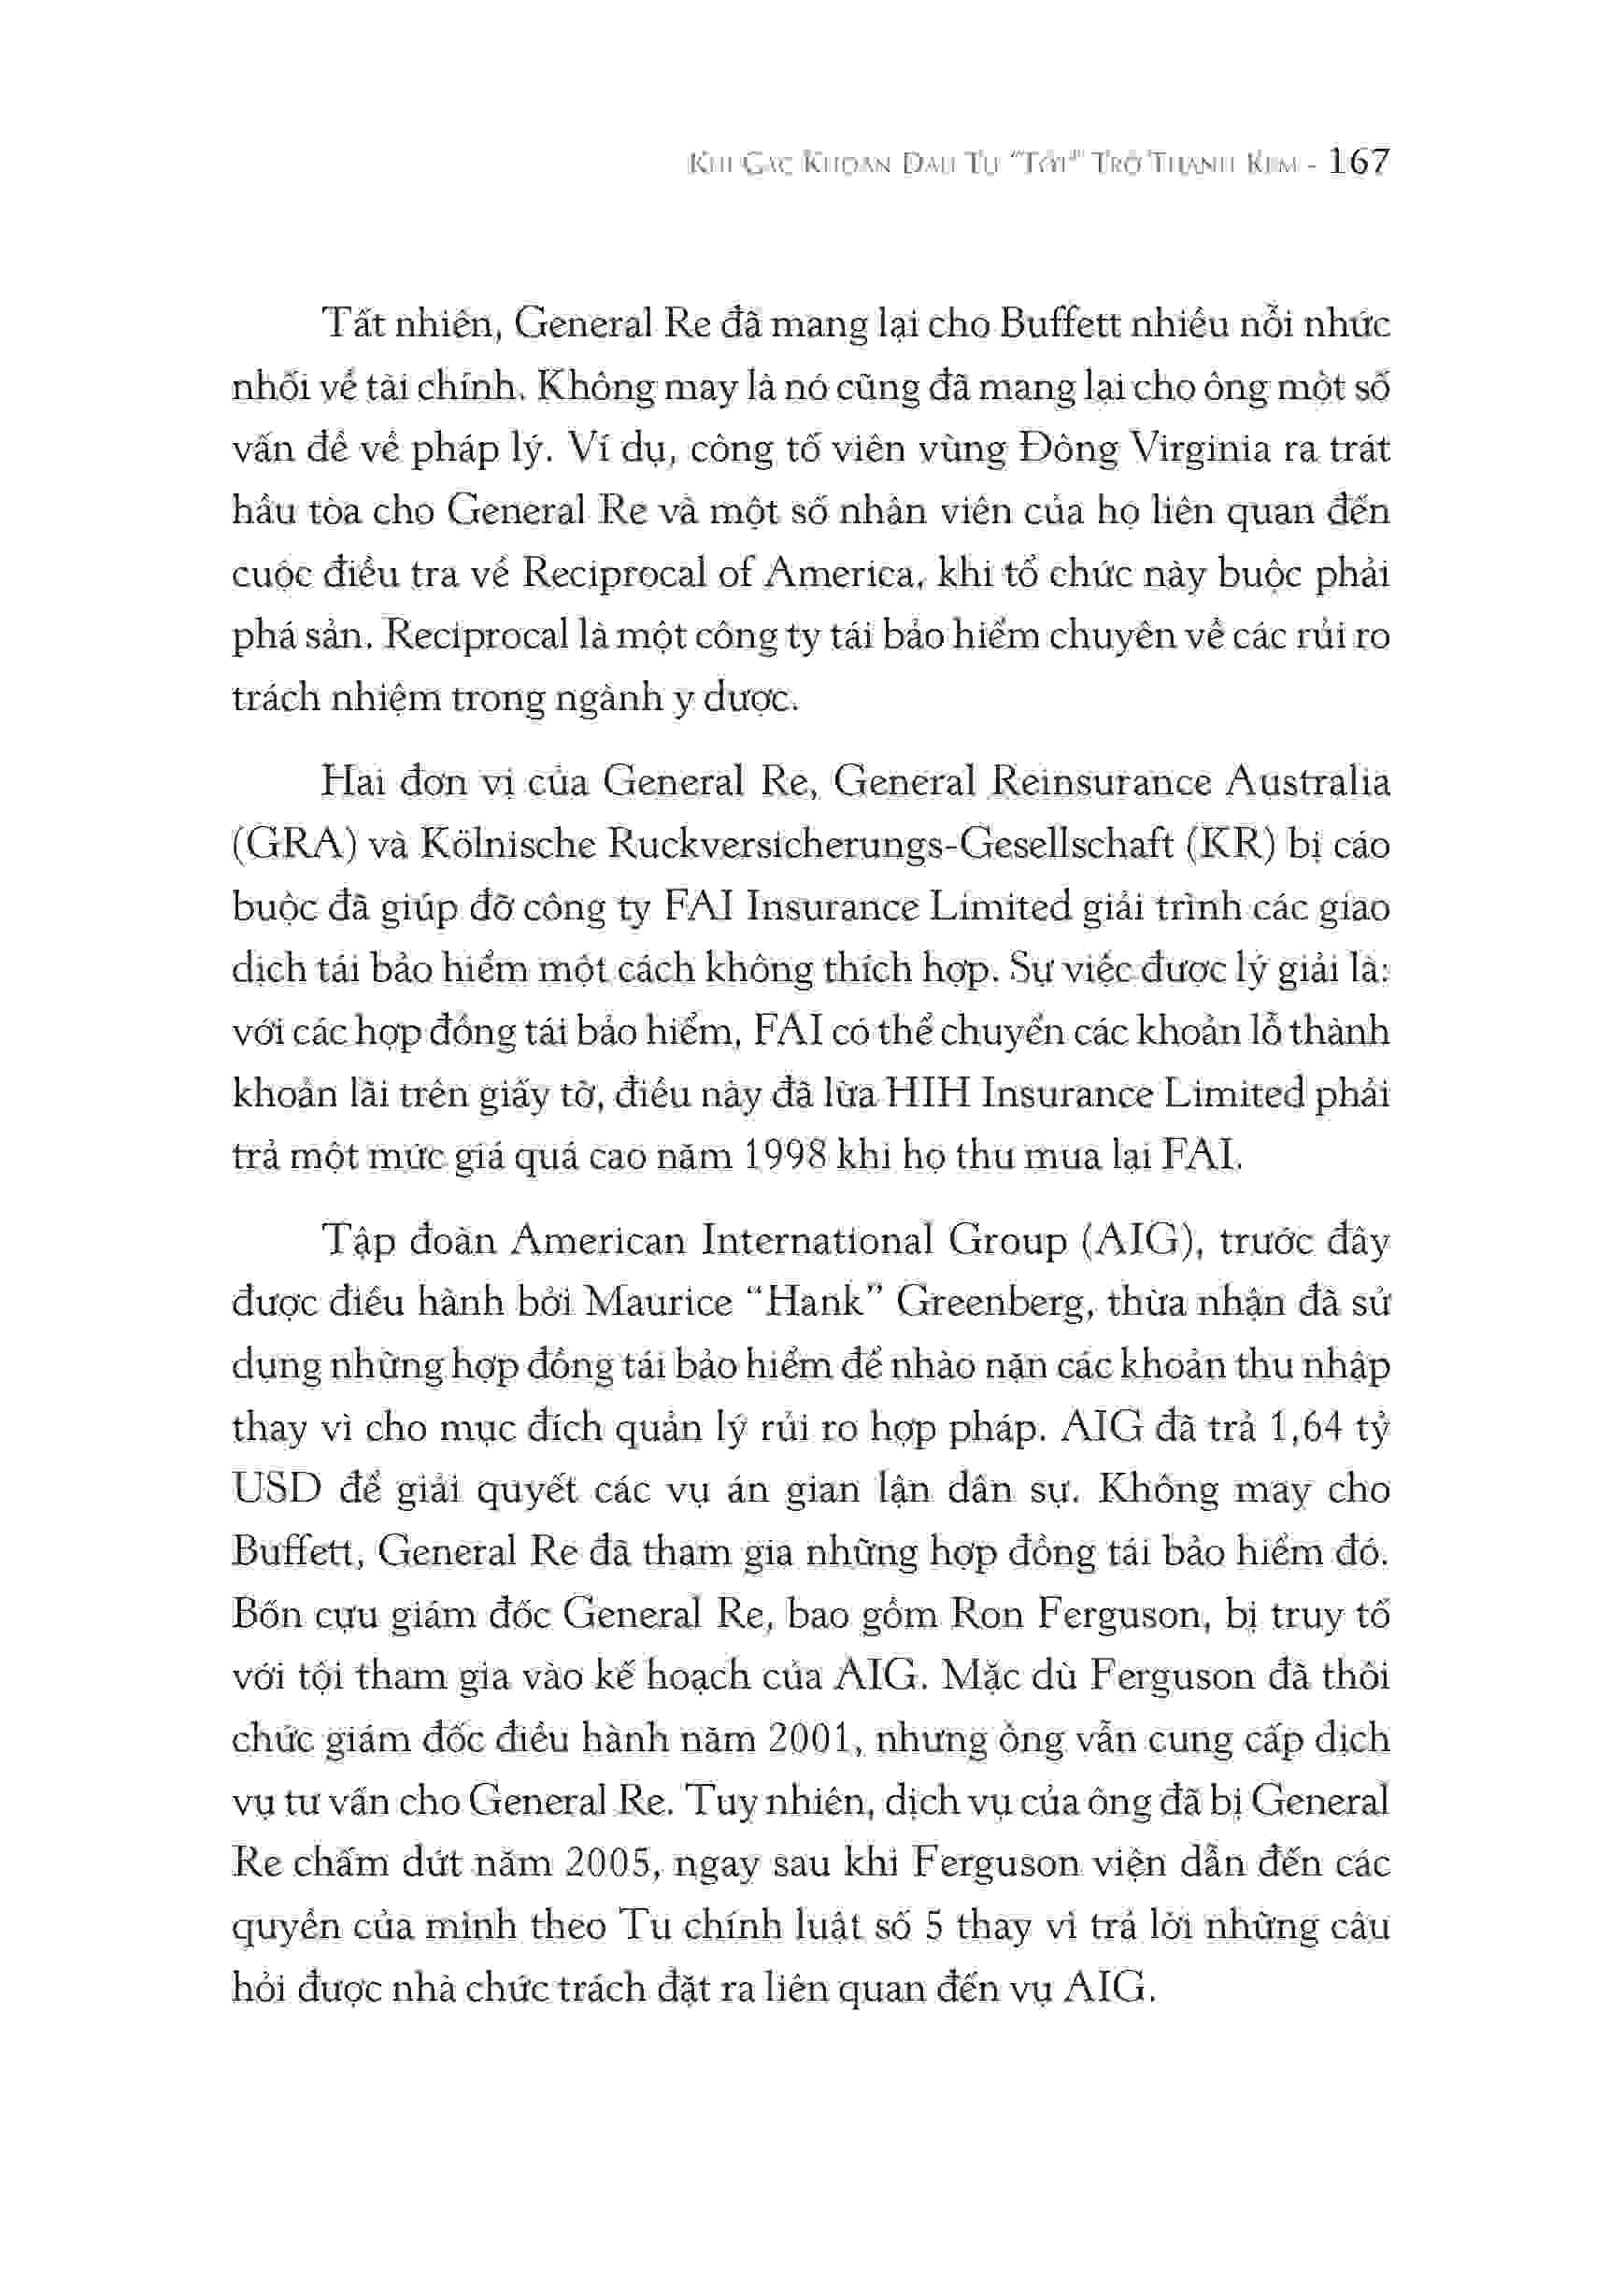 Khi Các Khoản Đầu Tư “Tốt” Trở Thành Kém - 167
Tất nhiên, General Re đã mang lại cho Buffett nhiều nỗi nhức
nhối về tài chính. Không may là nó cũng đã mang lại cho ông một số
vấn đề về pháp lý. Ví dụ, công tố viên vùng Đông Virginia ra trát
hầu tòa cho General Re và một số nhân viên của họ liên quan đến
cuộc điều tra về Reciprocal of America, khi tổ chức này buộc phải
phá sản. Reciprocal là một công ty tái bảo hiểm chuyên về các rủi ro
trách nhiệm trong ngành y dược.
Hai đơn vị của General Re, General Reinsurance Australia
(GRA) và Kölnische Ruckversicherungs-Gesellschaft (KR) bị cáo
buộc đã giúp đỡ công ty FAI Insurance Limited giải trình các giao
dịch tái bảo hiểm một cách không thích hợp. Sự việc được lý giải là:
với các hợp đồng tái bảo hiểm, FAI có thể chuyển các khoản lỗ thành
khoản lãi trên giấy tờ, điều này đã lừa HIH Insurance Limited phải
trả một mức giá quá cao năm 1998 khi họ thu mua lại FAI.
Tập đoàn American International Group (AIG), trước đây
được điều hành bởi Maurice “Hank” Greenberg, thừa nhận đã sử
dụng những hợp đồng tái bảo hiểm để nhào nặn các khoản thu nhập
thay vì cho mục đích quản lý rủi ro hợp pháp. AIG đã trả 1,64 tỷ
USD để giải quyết các vụ án gian lận dân sự. Không may cho
Buffett, General Re đã tham gia những hợp đồng tái bảo hiểm đó.
Bốn cựu giám đốc General Re, bao gồm Ron Ferguson, bị truy tố
với tội tham gia vào kế hoạch của AIG. Mặc dù Ferguson đã thôi
chức giám đốc điều hành năm 2001, nhưng ông vẫn cung cấp dịch
vụ tư vấn cho General Re. Tuy nhiên, dịch vụ của ông đã bị General
Re chấm dứt năm 2005, ngay sau khi Ferguson viện dẫn đến các
quyền của mình theo Tu chính luật số 5 thay vì trả lời những câu
hỏi được nhà chức trách đặt ra liên quan đến vụ AIG.